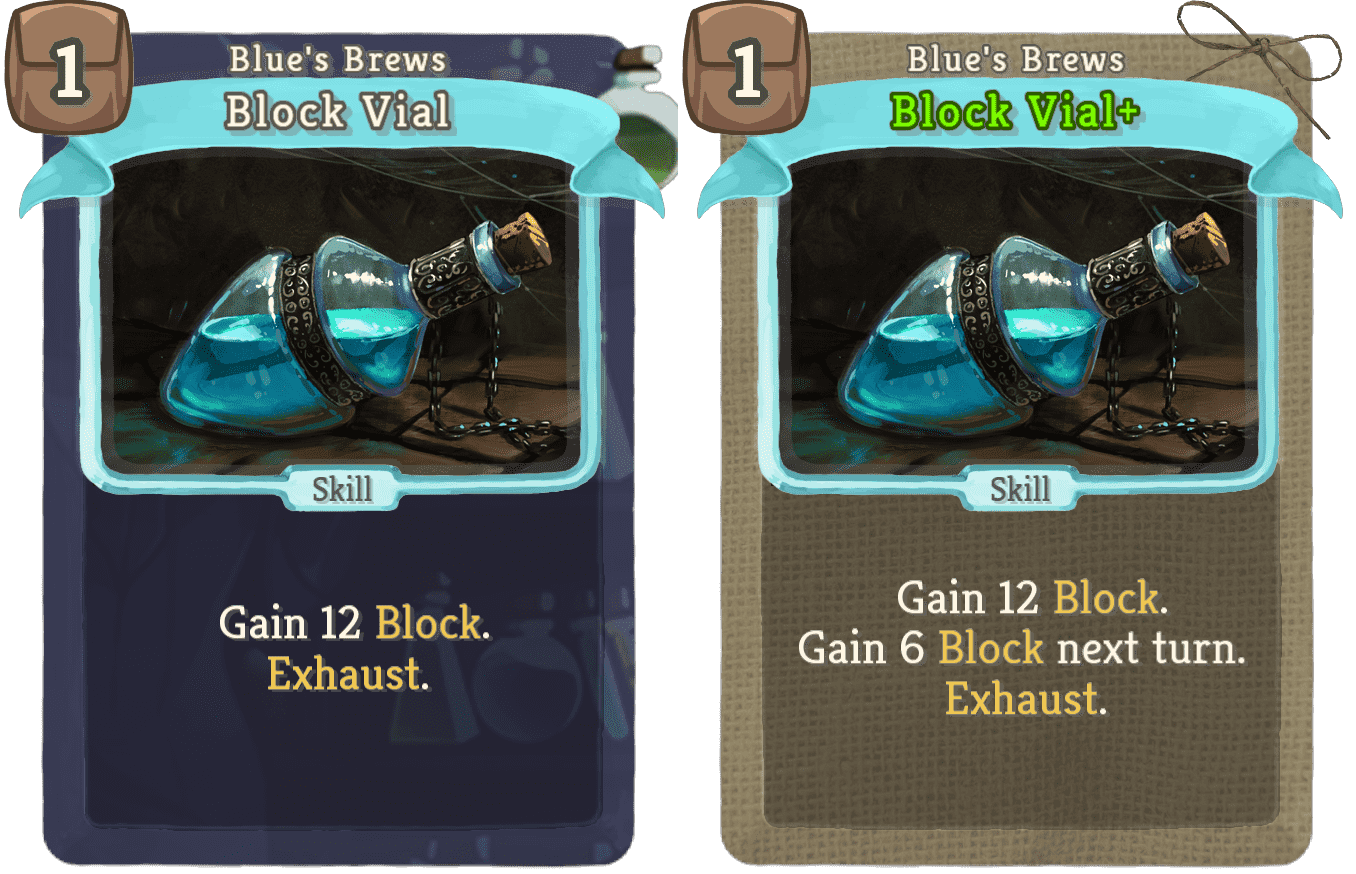 1
Blue's Brews
Block Vial
Skill
Gain 12 Block.
Exhaust.
1
Blue's Brews
Block Vial+
Skill
Gain 12 Block.
Gain 6 Block next turn.
Exhaust.